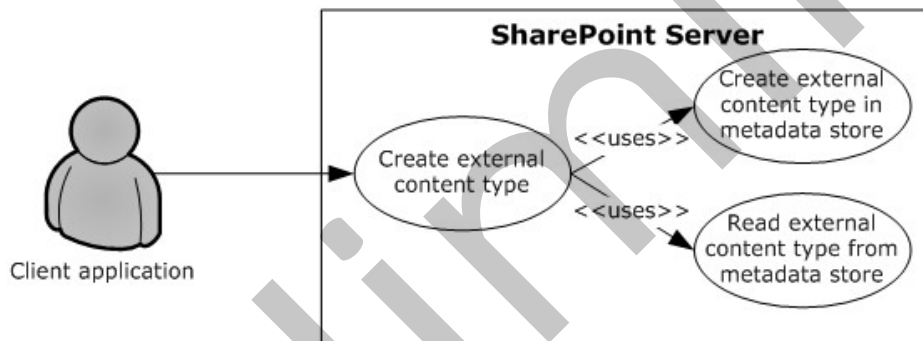 SharePoint Server
Create external
content type in
metadata store
<<uses>>
Create external
content type
<<uses>>
Read external
content type from
metadata store
Client application